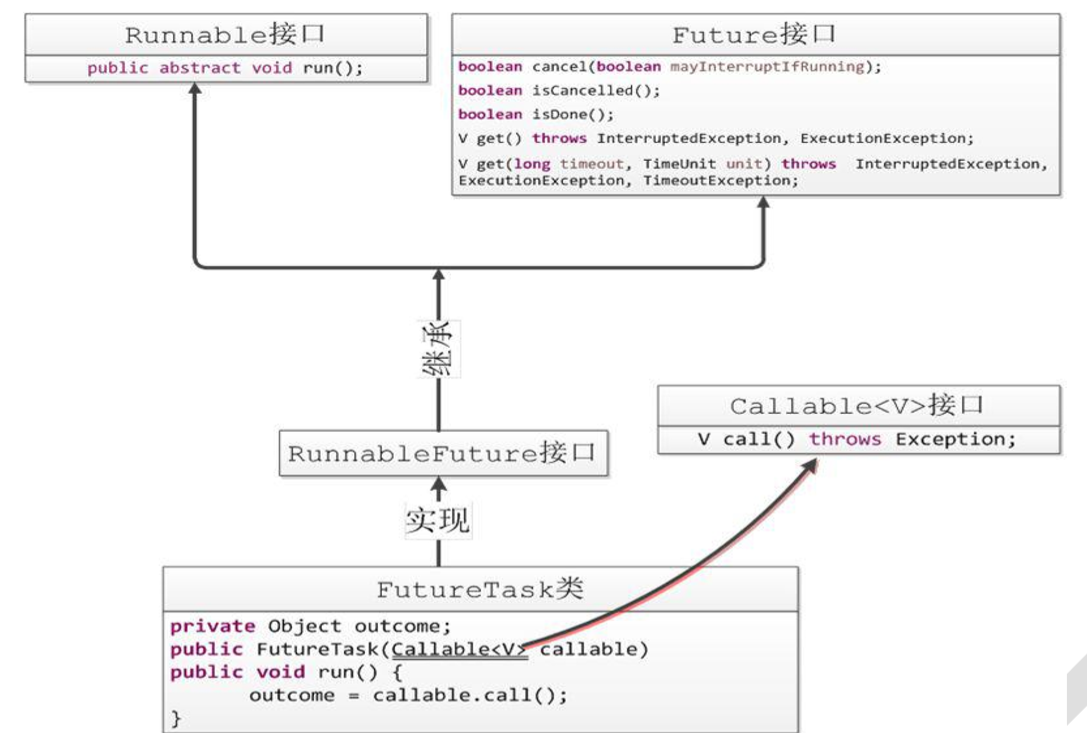 Runnable接口
public abstract void run();
Future接口
boolean cancel(boolean mayInterruptIfRunning);
boolean isCancelled();
boolean isDone();
V get() throws InterruptedException, ExecutionException;
V get(long timeout, TimeUnit unit) throws InterruptedException,
ExecutionException, TimeoutException;
继承
Callable<V>接口
V call() throws Exception;
RunnableFuture接口
实现
FutureTask类
private Object outcome;
public FutureTask(Callable<V> callable)
public void run() {
outcome = callable.call();
}